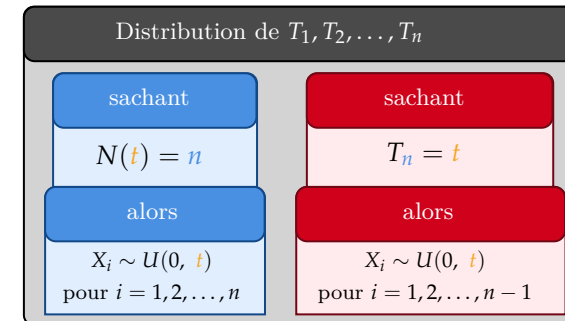 Distribution de T₁, T₂, . . . , Tₙ
sachant
N(t) = n
alors
Xᵢ ∼ U(0, t)
pour i = 1, 2, . . . , n
sachant
Tₙ = t
alors
Xᵢ ∼ U(0, t)
pour i = 1, 2, . . . , n − 1